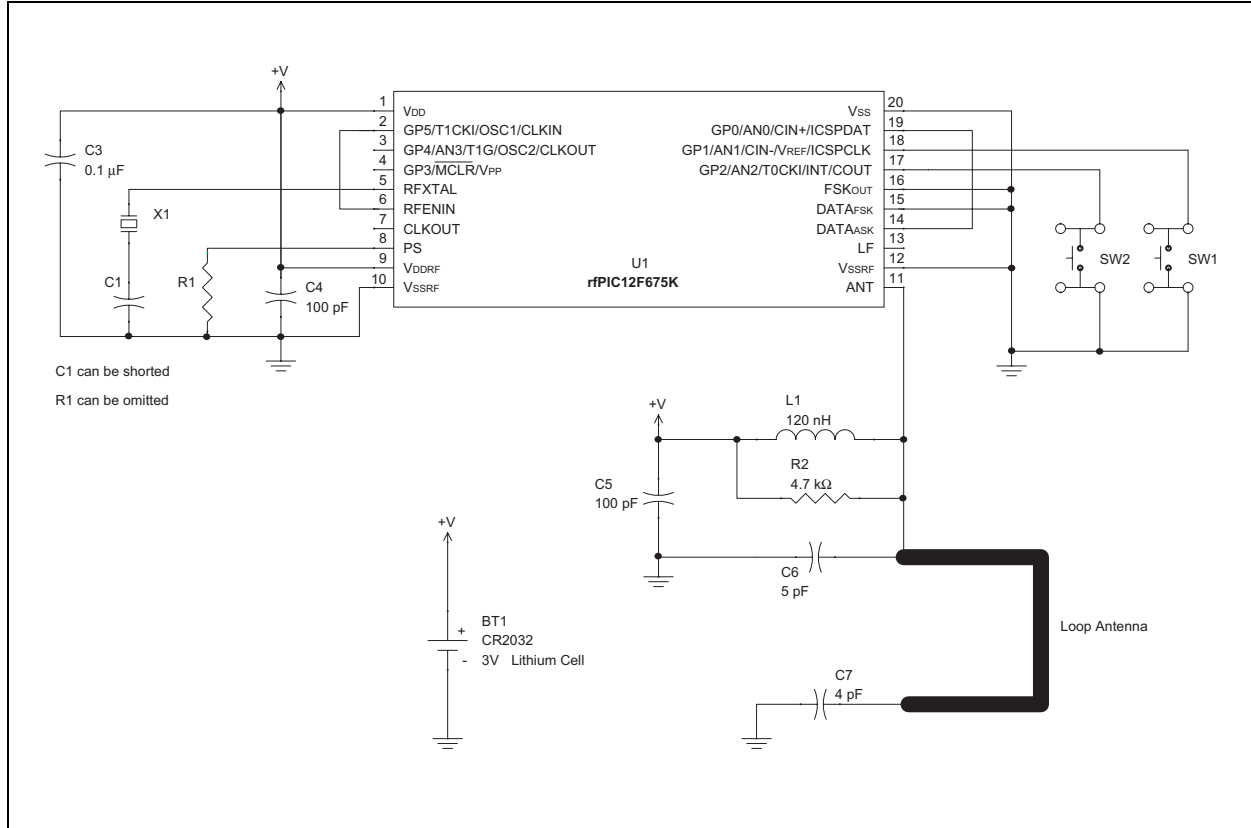 +V
1 VDD
2 GP5/T1CKI/OSC1/CLKIN
3 GP4/AN3/T1G/OSC2/CLKOUT
4 GP3/MCLR/VPP
5 RFXTAL
6 RFENIN
7 CLKOUT
8 PS
9 VDDRF
10 VSSRF
VSS 20
GP0/AN0/CIN+/ICSPDAT 19
GP1/AN1/CIN-/VREF/ICSPCLK 18
GP2/AN2/T0CKI/INT/COUT 17
FSKOUT 16
DATAFSK 15
DATAASK 14
LF 13
VSSRF 12
ANT 11
U1
rfPIC12F675K
C3
0.1 μF
X1
C1
R1
C4
100 pF
SW2
SW1
C1 can be shorted
R1 can be omitted
+V
L1
120 nH
R2
4.7 kΩ
C5
100 pF
C6
5 pF
Loop Antenna
C7
4 pF
+V
BT1
+ CR2032
- 3V Lithium Cell